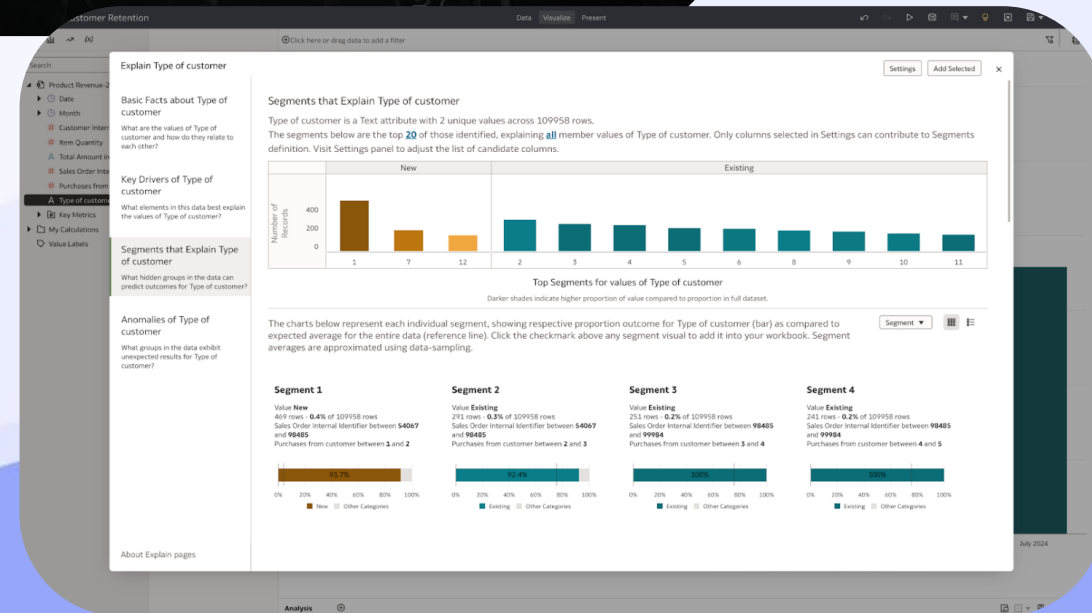 ustomer Retention
Data Visualize Present
Click here or drag data to add a filter
Search
Product Revenue-2
Date
Month
Customer Intern
Item Quantity
Total Amount in
Sales Order Inte
Purchases from
Type of custome
Key Metrics
My Calculations
Value Labels
Explain Type of customer
Settings Add Selected
Basic Facts about Type of
customer
What are the values of Type of
customer and how do they relate to
each other?
Key Drivers of Type of
customer
What elements in this data best explain
the values of Type of customer?
Segments that Explain Type
of customer
What hidden groups in the data can
predict outcomes for Type of customer?
Anomalies of Type of
customer
What groups in the data exhibit
unexpected results for Type of
customer?
About Explain pages
Segments that Explain Type of customer
Type of customer is a Text attribute with 2 unique values across 109958 rows.
The segments below are the top 20 of those identified, explaining all member values of Type of customer. Only columns selected in Settings can contribute to Segments
definition. Visit Settings panel to adjust the list of candidate columns.
New Existing
Number of
Records
400
200
0
1 7 12 2 3 4 5 6 8 9 10 11
Top Segments for values of Type of customer
Darker shades indicate higher proportion of value compared to proportion in full dataset.
The charts below represent each individual segment, showing respective proportion outcome for Type of customer (bar) as compared to
expected average for the entire data (reference line). Click the checkmark above any segment visual to add it into your workbook. Segment
averages are approximated using data-sampling.
Segment
Segment 1
Value New
469 rows - 0.4% of 109958 rows
Sales Order Internal Identifier between 54067
and 98485
Purchases from customer between 1 and 2
91.7%
0% 20% 40% 60% 80% 100%
New Other Categories
Segment 2
Value Existing
291 rows - 0.3% of 109958 rows
Sales Order Internal Identifier between 54067
and 98485
Purchases from customer between 2 and 3
92.4%
0% 20% 40% 60% 80% 100%
Existing Other Categories
Segment 3
Value Existing
251 rows - 0.2% of 109958 rows
Sales Order Internal Identifier between 98485
and 99984
Purchases from customer between 3 and 4
100%
0% 20% 40% 60% 80% 100%
Existing Other Categories
Segment 4
Value Existing
241 rows - 0.2% of 109958 rows
Sales Order Internal Identifier between 98485
and 99984
Purchases from customer between 4 and 5
100%
0% 20% 40% 60% 80% 100%
Existing Other Categories
July 2024
Analysis